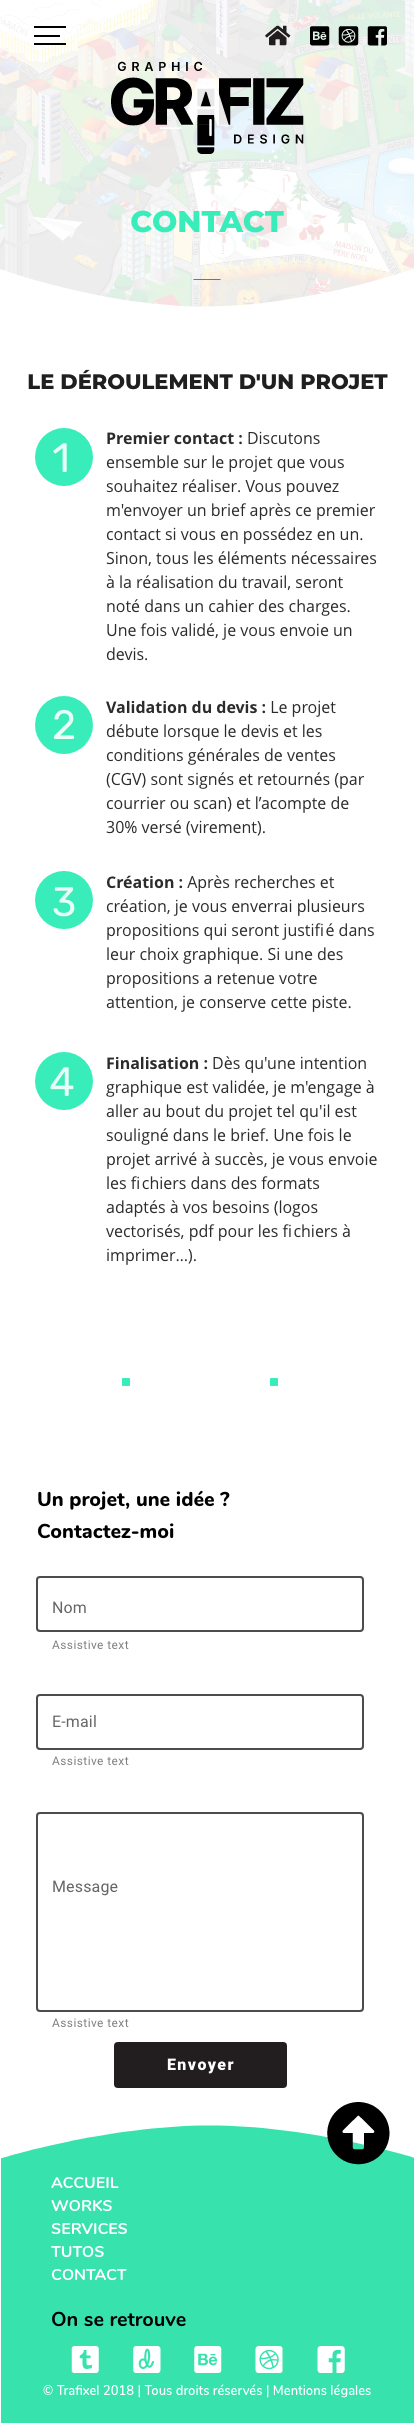 GRAPHIC
GRAFIZ
DESIGN
CONTACT
MAISON DU
PÈRE NOËL
LE DÉROULEMENT D'UN PROJET
1
Premier contact : Discutons
ensemble sur le projet que vous
souhaitez réaliser. Vous pouvez
m'envoyer un brief après ce premier
contact si vous en possédez en un.
Sinon, tous les éléments nécessaires
à la réalisation du travail, seront
noté dans un cahier des charges.
Une fois validé, je vous envoie un
devis.
2
Validation du devis : Le projet
débute lorsque le devis et les
conditions générales de ventes
(CGV) sont signés et retournés (par
courrier ou scan) et l’acompte de
30% versé (virement).
3
Création : Après recherches et
création, je vous enverrai plusieurs
propositions qui seront justifié dans
leur choix graphique. Si une des
propositions a retenue votre
attention, je conserve cette piste.
4
Finalisation : Dès qu'une intention
graphique est validée, je m'engage à
aller au bout du projet tel qu'il est
souligné dans le brief. Une fois le
projet arrivé à succès, je vous envoie
les fichiers dans des formats
adaptés à vos besoins (logos
vectorisés, pdf pour les fichiers à
imprimer...).
Un projet, une idée ?
Contactez-moi
Nom
Assistive text
E-mail
Assistive text
Message
Assistive text
Envoyer
ACCUEIL
WORKS
SERVICES
TUTOS
CONTACT
On se retrouve
© Trafixel 2018 | Tous droits réservés | Mentions légales